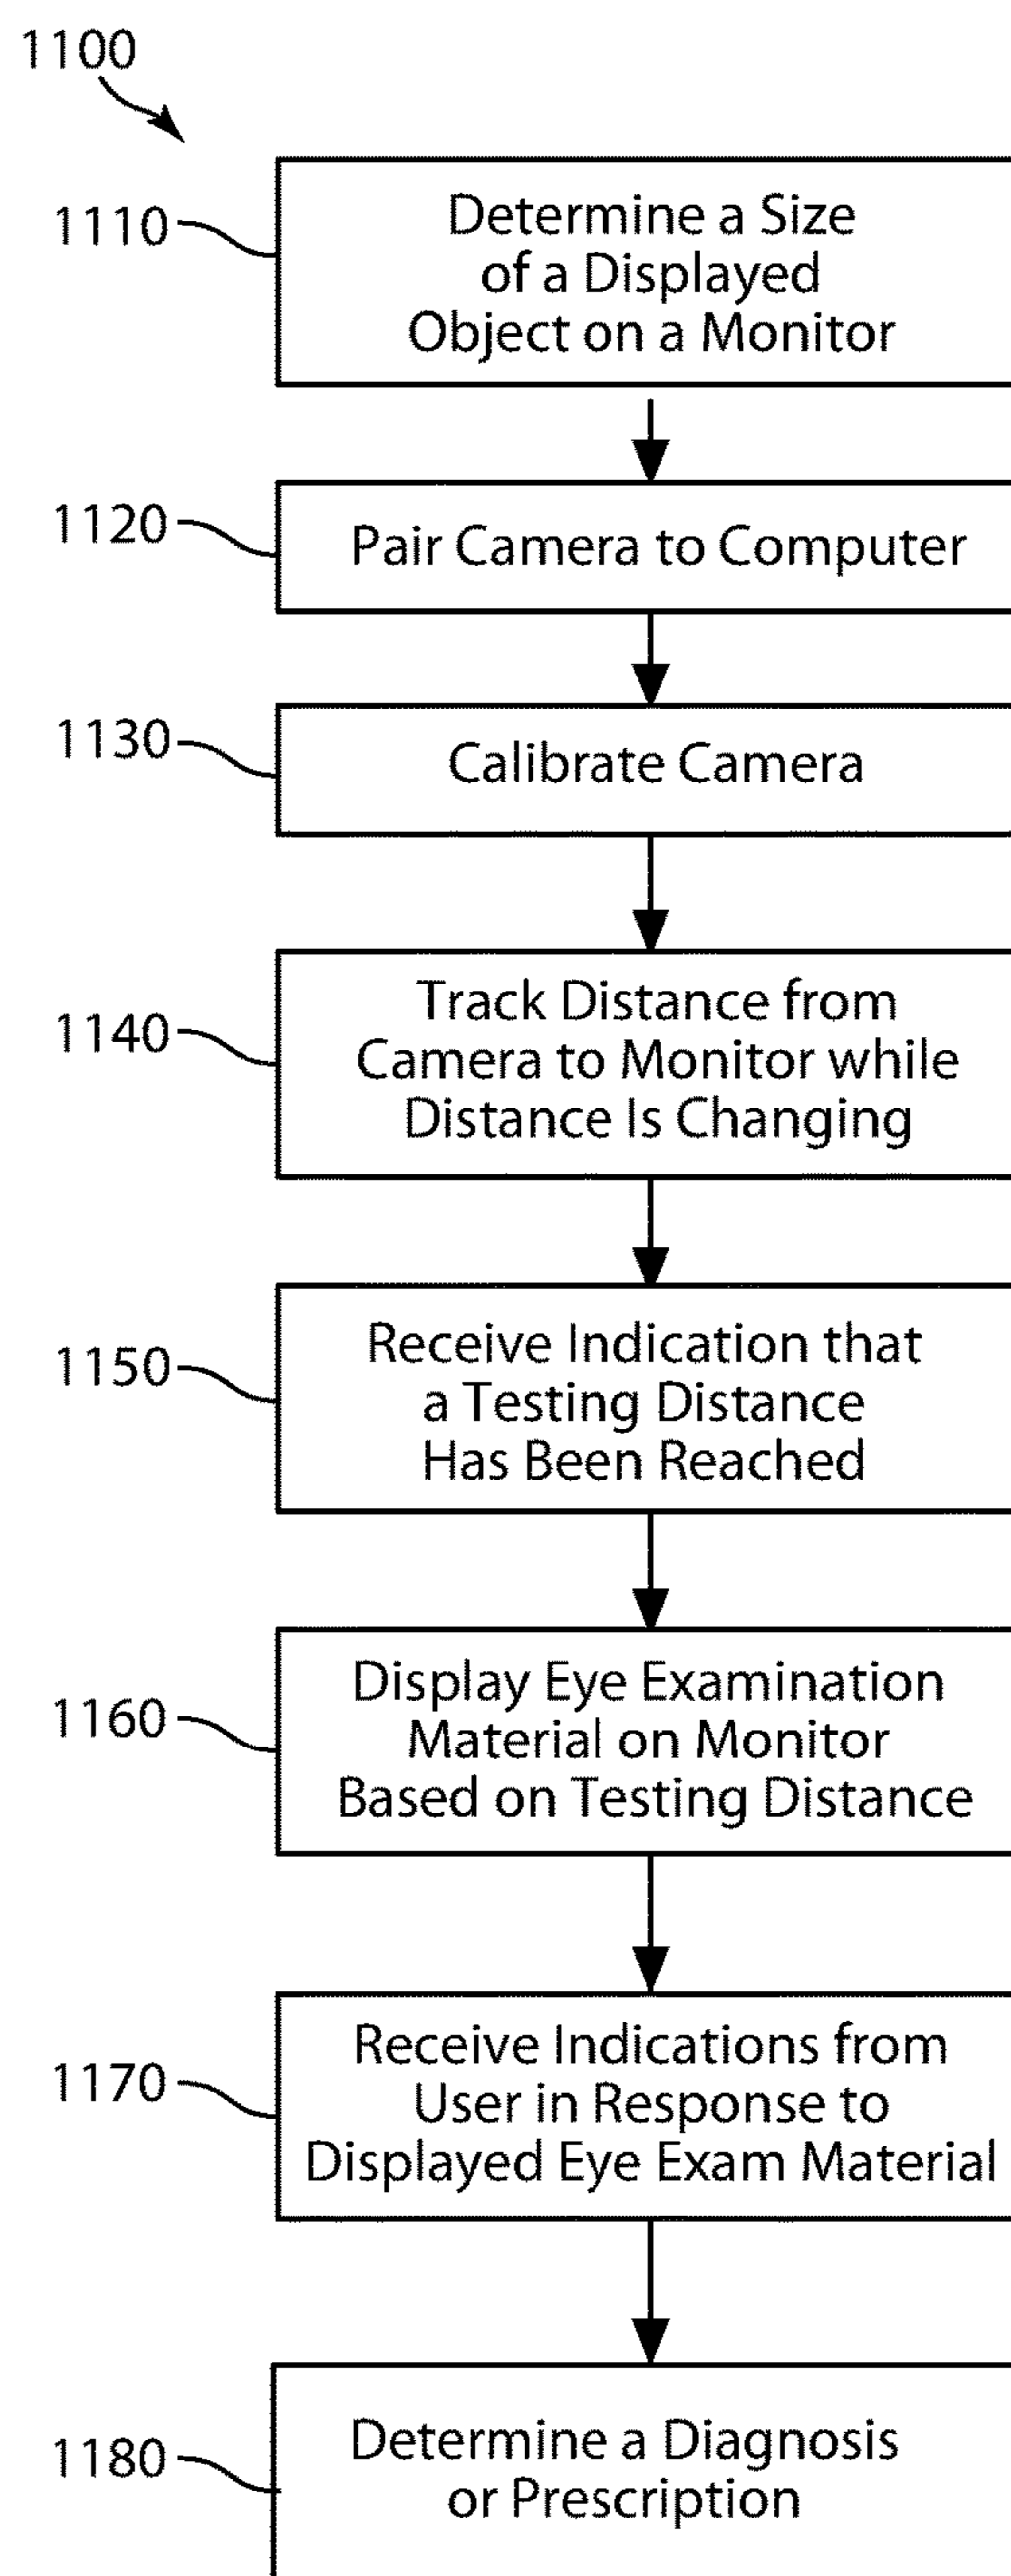 1100
1110
Determine a Size
of a Displayed
Object on a Monitor
1120
Pair Camera to Computer
1130
Calibrate Camera
1140
Track Distance from
Camera to Monitor while
Distance Is Changing
1150
Receive Indication that
a Testing Distance
Has Been Reached
1160
Display Eye Examination
Material on Monitor
Based on Testing Distance
1170
Receive Indications from
User in Response to
Displayed Eye Exam Material
1180
Determine a Diagnosis
or Prescription